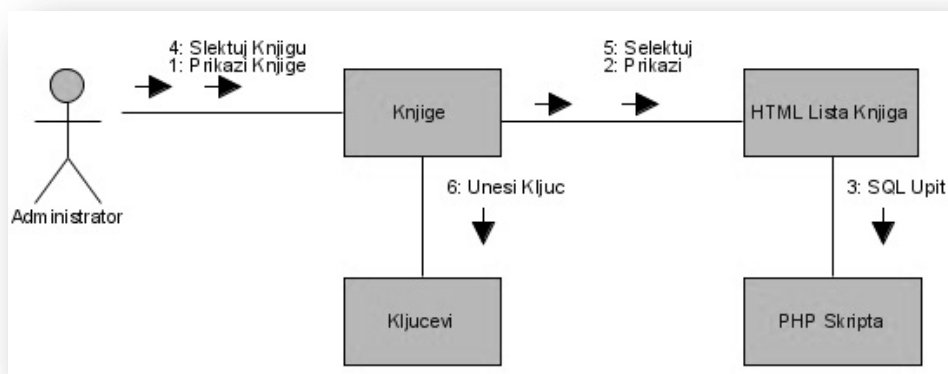 4: Slektuj Knjigu
1: Prikazi Knjige
5: Selektuj
2: Prikazi
Knjige
HTML Lista Knjiga
6: Unesi Kljuc
3: SQL Upit
Administrator
Kljucevi
PHP Skripta